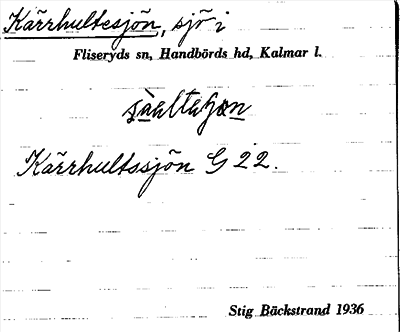 Kärrhultesjön, sjö i
Fliseryds sn, Handbörds hd, Kalmar l.
Kärrhultssjön G 22.
Stig Bäckstrand 1936